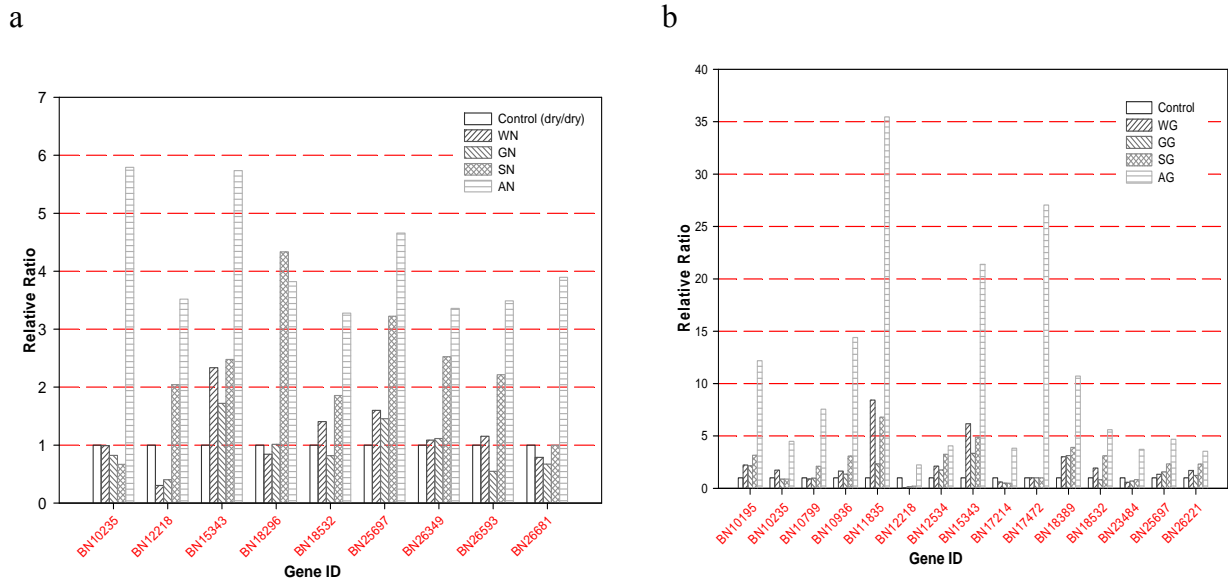 a
7
6
5
4
3
2
1
0
Relative Ratio
Control (dry/dry)
WN
GN
SN
AN
BN10235
BN12218
BN15343
BN18296
BN18532
BN25697
BN26349
BN26593
BN26681
Gene ID
b
40
35
30
25
20
15
10
5
0
Relative Ratio
Control
WG
GG
SG
AG
BN10195
BN10235
BN10799
BN10936
BN11835
BN12218
BN12534
BN15343
BN17214
BN17472
BN18389
BN18532
BN23484
BN25697
BN26221
Gene ID